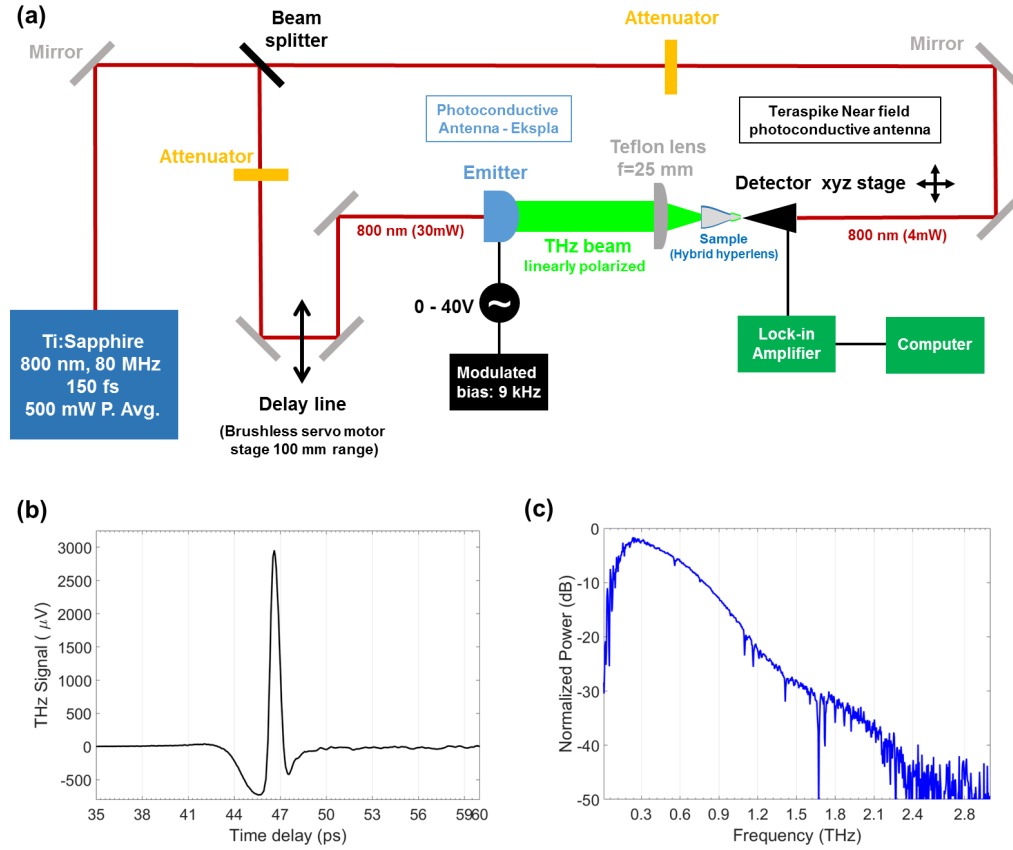 (a)
Beam
splitter
Attenuator
Mirror
Mirror
Photoconductive
Antenna - Ekspla
Teraspike Near field
photoconductive antenna
Attenuator
Emitter
Teflon lens
f=25 mm
Detector xyz stage
800 nm (30mW)
THz beam
linearly polarized
Sample
(Hybrid hyperlens)
800 nm (4mW)
0 - 40V
~
Ti:Sapphire
800 nm, 80 MHz
150 fs
500 mW P. Avg.
Modulated
bias: 9 kHz
Lock-in
Amplifier
Computer
Delay line
(Brushless servo motor
stage 100 mm range)
(b)
THz Signal ( μV)
3000
2500
2000
1500
1000
500
0
-500
35 38 41 44 47 50 53 56 5960
Time delay (ps)
(c)
Normalized Power (dB)
0
-10
-20
-30
-40
-50
0.3 0.6 0.9 1.2 1.5 1.8 2.1 2.4 2.8
Frequency (THz)